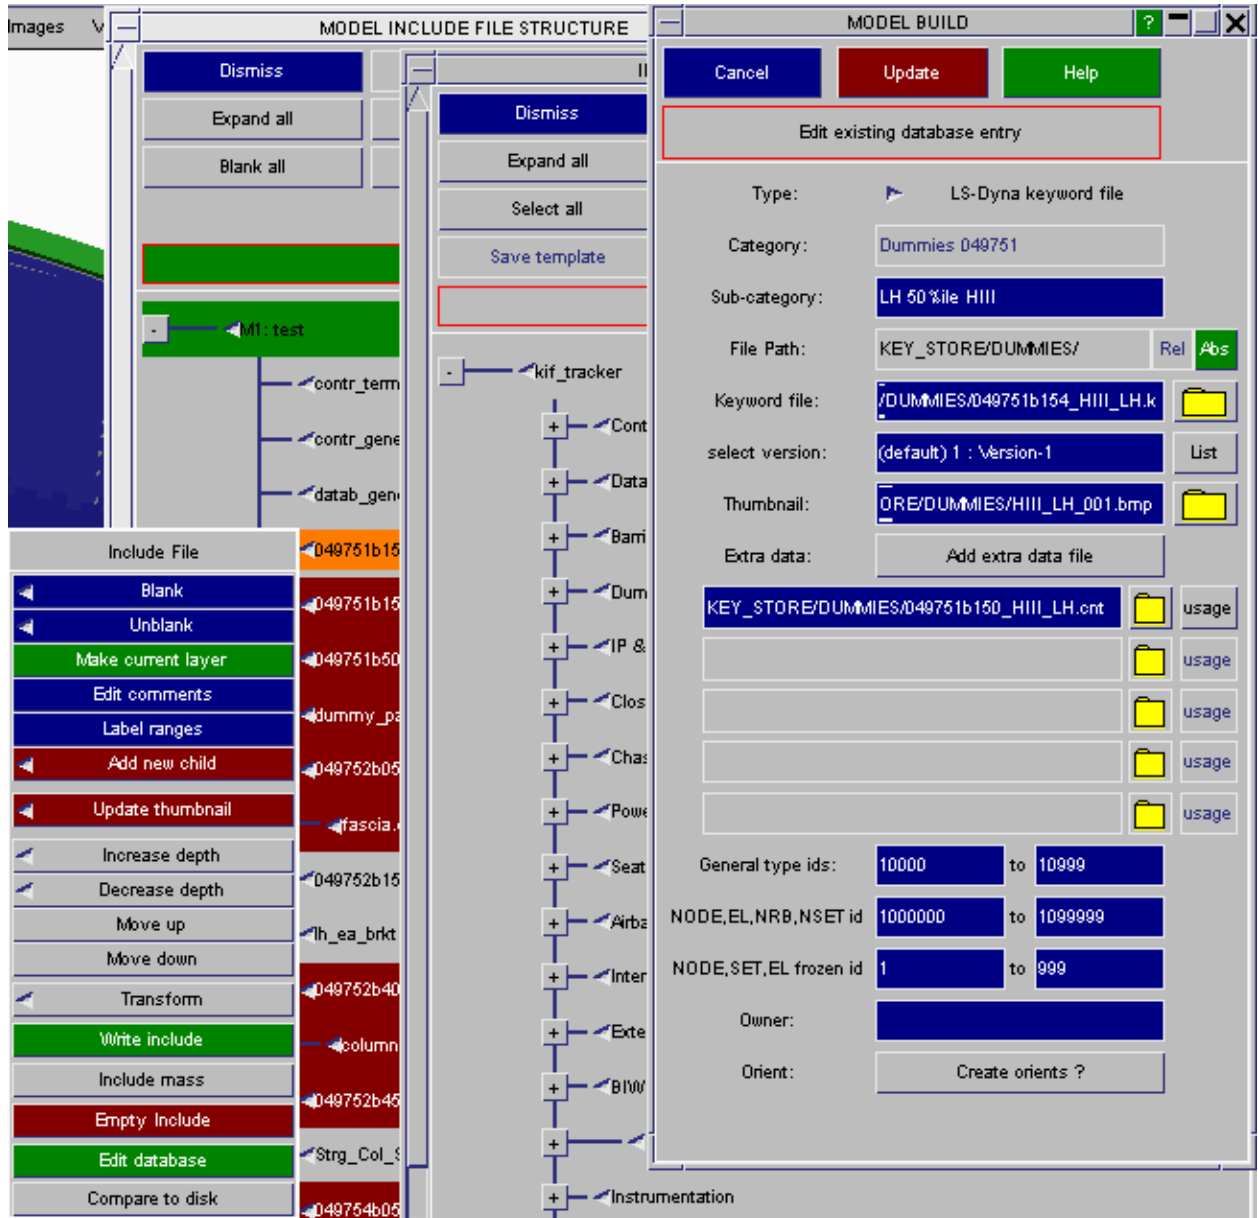 Images
MODEL INCLUDE FILE STRUCTURE
Dismiss
Expand all
Blank all
M1: test
contr_term
contr_gene
datab_gen
049751b15
049751b15
049751b50
dummy_pa
049752b05
fascia.
049752b15
lh_ea_brkt
049752b40
column
049752b45
Strg_Col_S
049754b05
Include File
Blank
Unblank
Make current layer
Edit comments
Label ranges
Add new child
Update thumbnail
Increase depth
Decrease depth
Move up
Move down
Transform
Write include
Include mass
Empty Include
Edit database
Compare to disk
Dismiss
Expand all
Select all
Save template
- kif_tracker
+ Cont
+ Data
+ Barri
+ Dum
+ IP &
+ Clos
+ Chas
+ Powe
+ Seat
+ Airba
+ Inter
+ Exte
+ BIW
+
+ Instrumentation
MODEL BUILD ?
Cancel Update Help
Edit existing database entry
Type: LS-Dyna keyword file
Category: Dummies 049751
Sub-category: LH 50%ile HIII
File Path: KEY_STORE/DUMMIES/ Rel Abs
Keyword file: /DUMMIES/049751b154_HIII_LH.k
select version: (default) 1 : Version-1 List
Thumbnail: ORE/DUMMIES/HIII_LH_001.bmp
Extra data: Add extra data file
KEY_STORE/DUMMIES/049751b150_HIII_LH.cnt usage
usage
usage
usage
usage
General type ids: 10000 to 10999
NODE,EL,NRB,NSET id 1000000 to 1099999
NODE,SET,EL frozen id 1 to 999
Owner:
Orient: Create orients ?